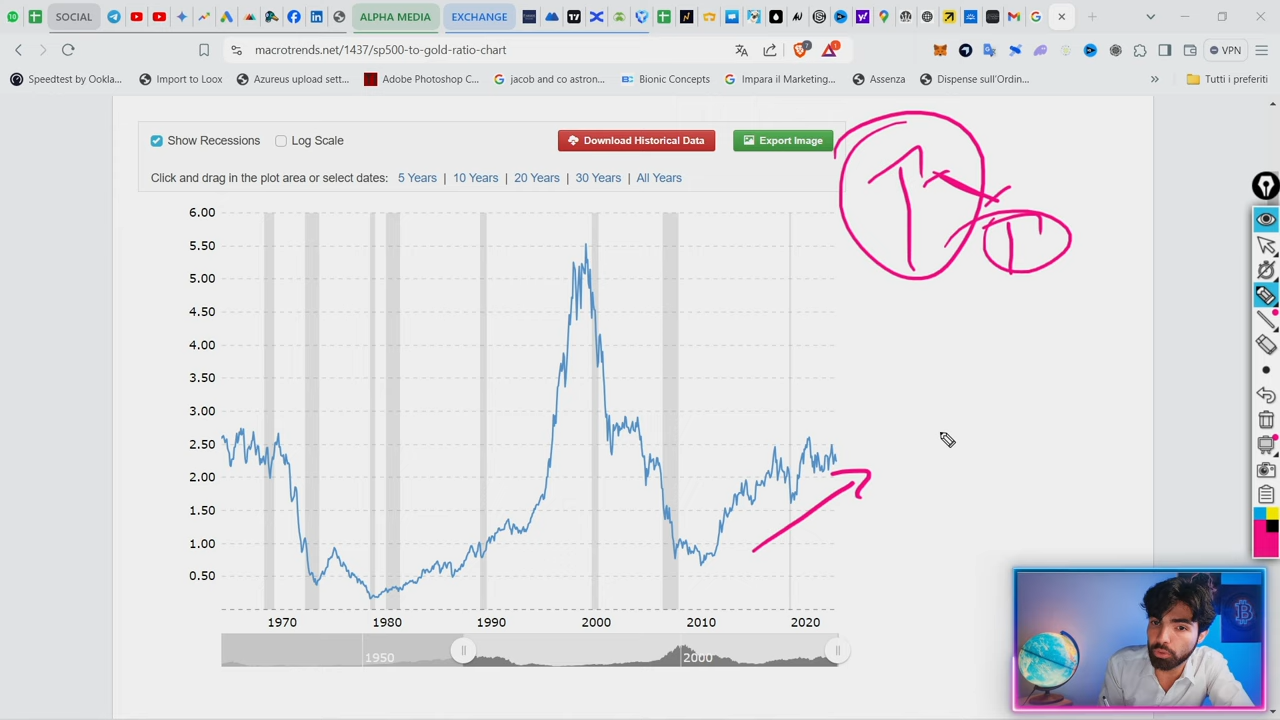 SOCIAL
ALPHA MEDIA
EXCHANGE
macrotrends.net/1437/sp500-to-gold-ratio-chart
VPN
Speedtest by Ookla...
Import to Loox
Azureus upload sett...
Adobe Photoshop C...
jacob and co astron...
Bionic Concepts
Impara il Marketing...
Assenza
Dispense sull'Ordin...
»
Tutti i preferiti
Show Recessions
Log Scale
Download Historical Data
Export Image
Click and drag in the plot area or select dates: 5 Years | 10 Years | 20 Years | 30 Years | All Years
6.00
5.50
5.00
4.50
4.00
3.50
3.00
2.50
2.00
1.50
1.00
0.50
1970 1980 1990 2000 2010 2020
1950 2000